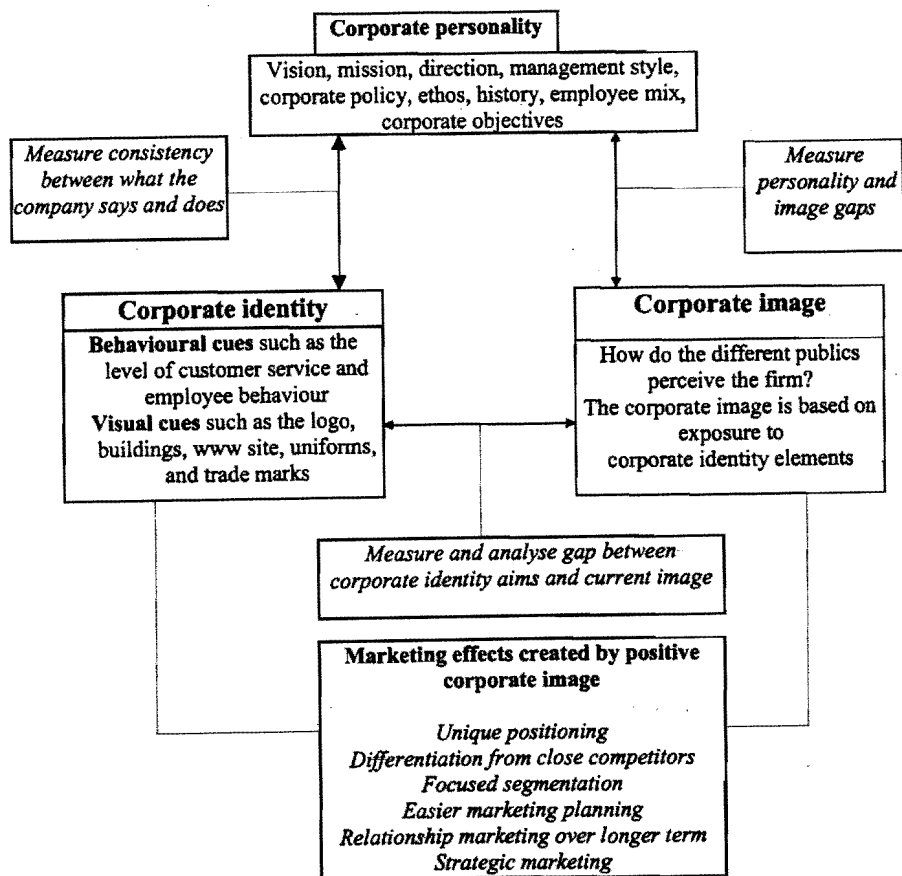 Corporate personality
Vision, mission, direction, management style,
corporate policy, ethos, history, employee mix,
corporate objectives
Measure consistency
between what the
company says and does
Measure
personality and
image gaps
Corporate identity
Behavioural cues such as the
level of customer service and
employee behaviour
Visual cues such as the logo,
buildings, www site, uniforms,
and trade marks
Corporate image
How do the different publics
perceive the firm?
The corporate image is based on
exposure to
corporate identity elements
Measure and analyse gap between
corporate identity aims and current image
Marketing effects created by positive
corporate image
Unique positioning
Differentiation from close competitors
Focused segmentation
Easier marketing planning
Relationship marketing over longer term
Strategic marketing